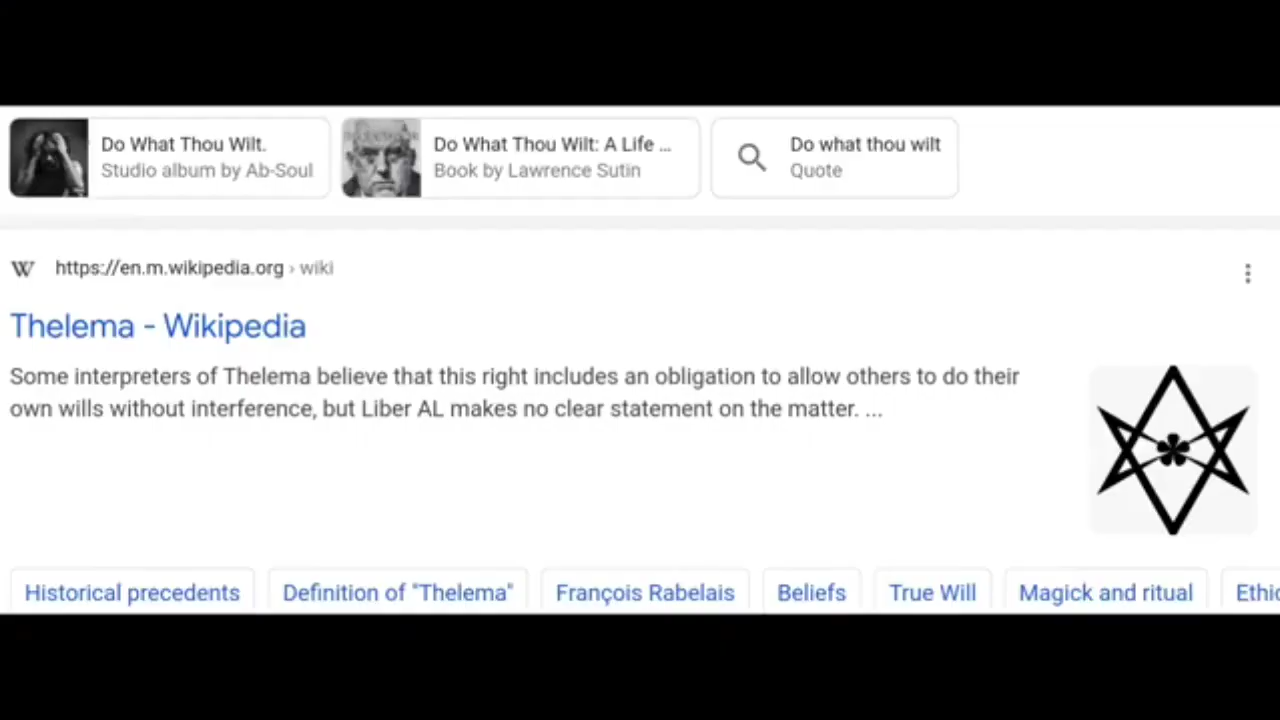 Do What Thou Wilt.
Studio album by Ab-Soul
Do What Thou Wilt: A Life ...
Book by Lawrence Sutin
Do what thou wilt
Quote
W https://en.m.wikipedia.org › wiki
Thelema - Wikipedia
Some interpreters of Thelema believe that this right includes an obligation to allow others to do their
own wills without interference, but Liber AL makes no clear statement on the matter. ...
Historical precedents Definition of "Thelema" François Rabelais Beliefs True Will Magick and ritual Ethic